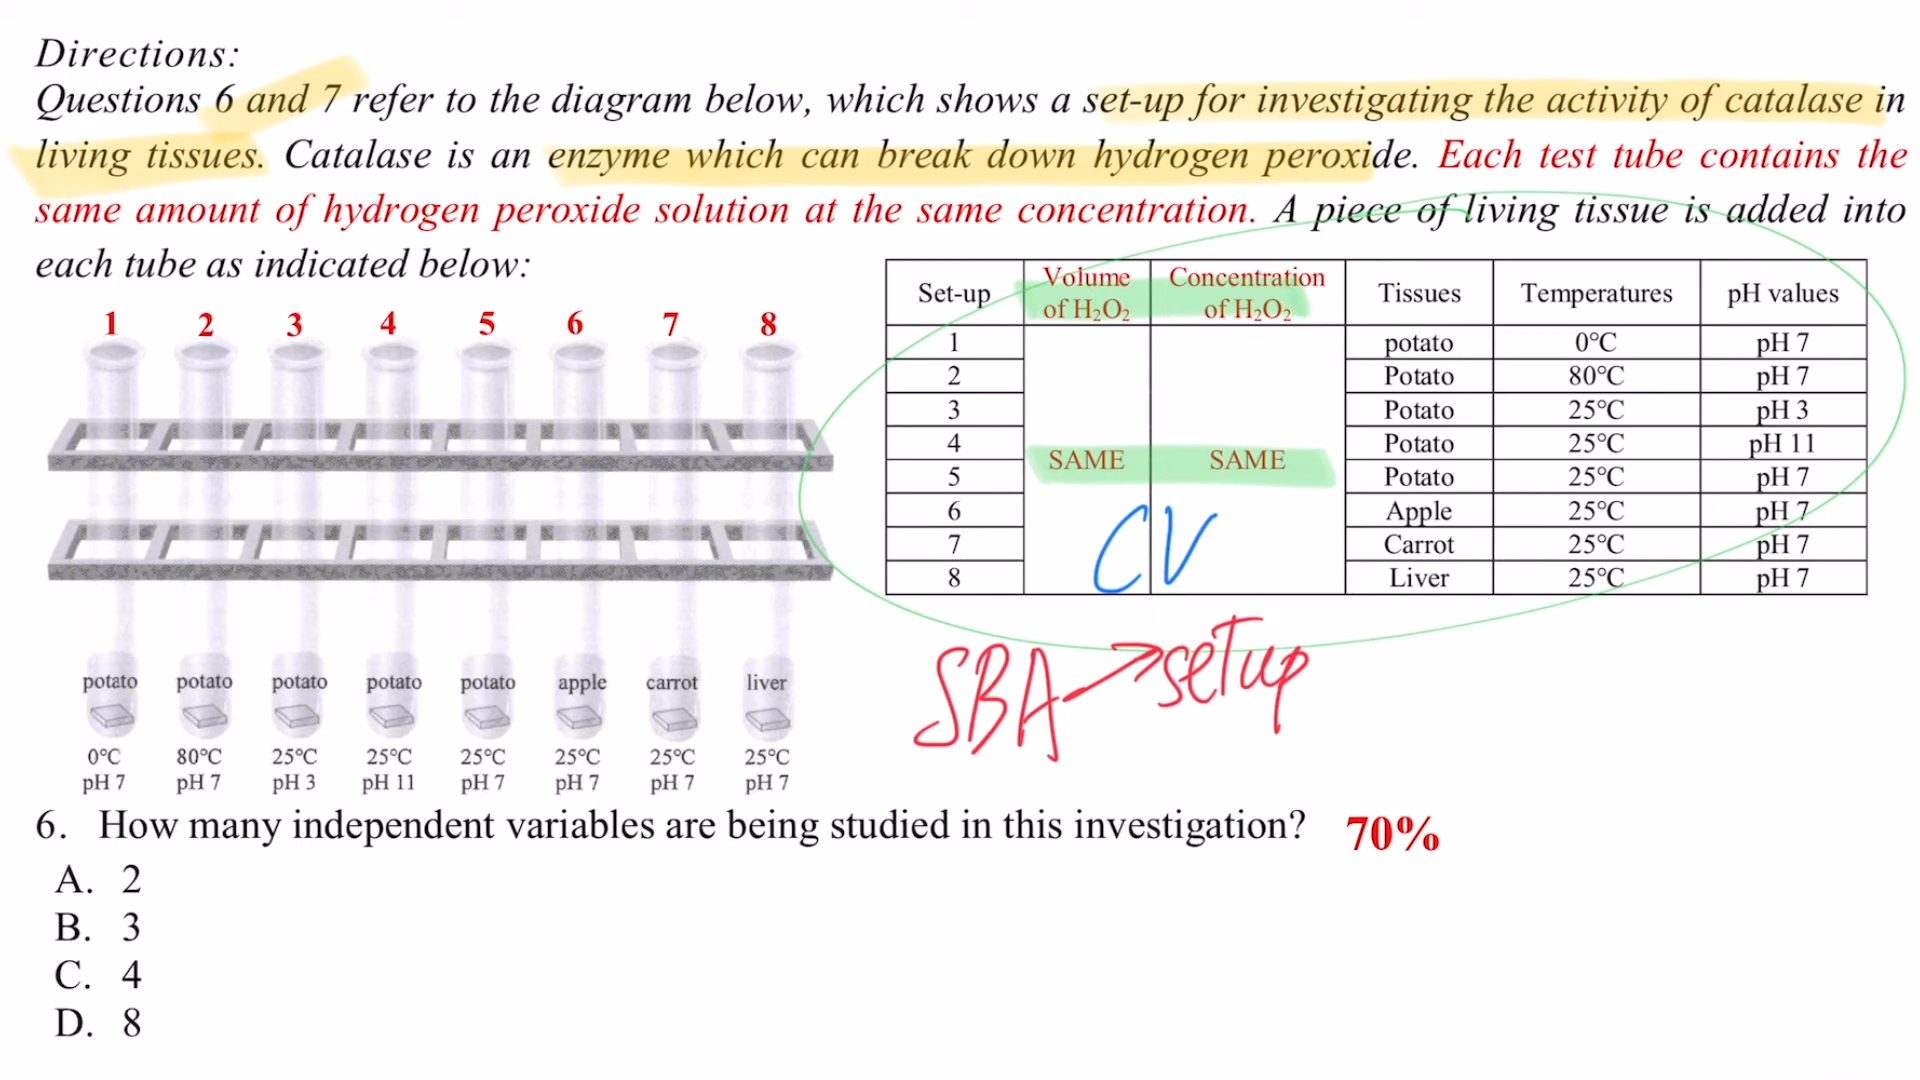 Directions:
Questions 6 and 7 refer to the diagram below, which shows a set-up for investigating the activity of catalase in
living tissues. Catalase is an enzyme which can break down hydrogen peroxide. Each test tube contains the
same amount of hydrogen peroxide solution at the same concentration. A piece of living tissue is added into
each tube as indicated below:
1 2 3 4 5 6 7 8
potato potato potato potato potato apple carrot liver
0°C 80°C 25°C 25°C 25°C 25°C 25°C 25°C
pH 7 pH 7 pH 3 pH 11 pH 7 pH 7 pH 7 pH 7
Set-up Volume of H₂O₂ Concentration of H₂O₂ Tissues Temperatures pH values
1 potato 0°C pH 7
2 Potato 80°C pH 7
3 Potato 25°C pH 3
4 Potato 25°C pH 11
SAME SAME
5 Potato 25°C pH 7
6 Apple 25°C pH 7
7 Carrot 25°C pH 7
8 Liver 25°C pH 7
CV
SBA → setup
6. How many independent variables are being studied in this investigation? 70%
A. 2
B. 3
C. 4
D. 8